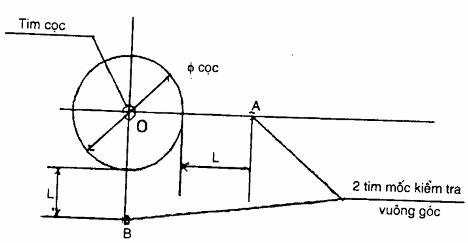 Tim cọc
ϕ cọc
A
O
L
2 tim mốc kiểm tra
vuông góc
L
B